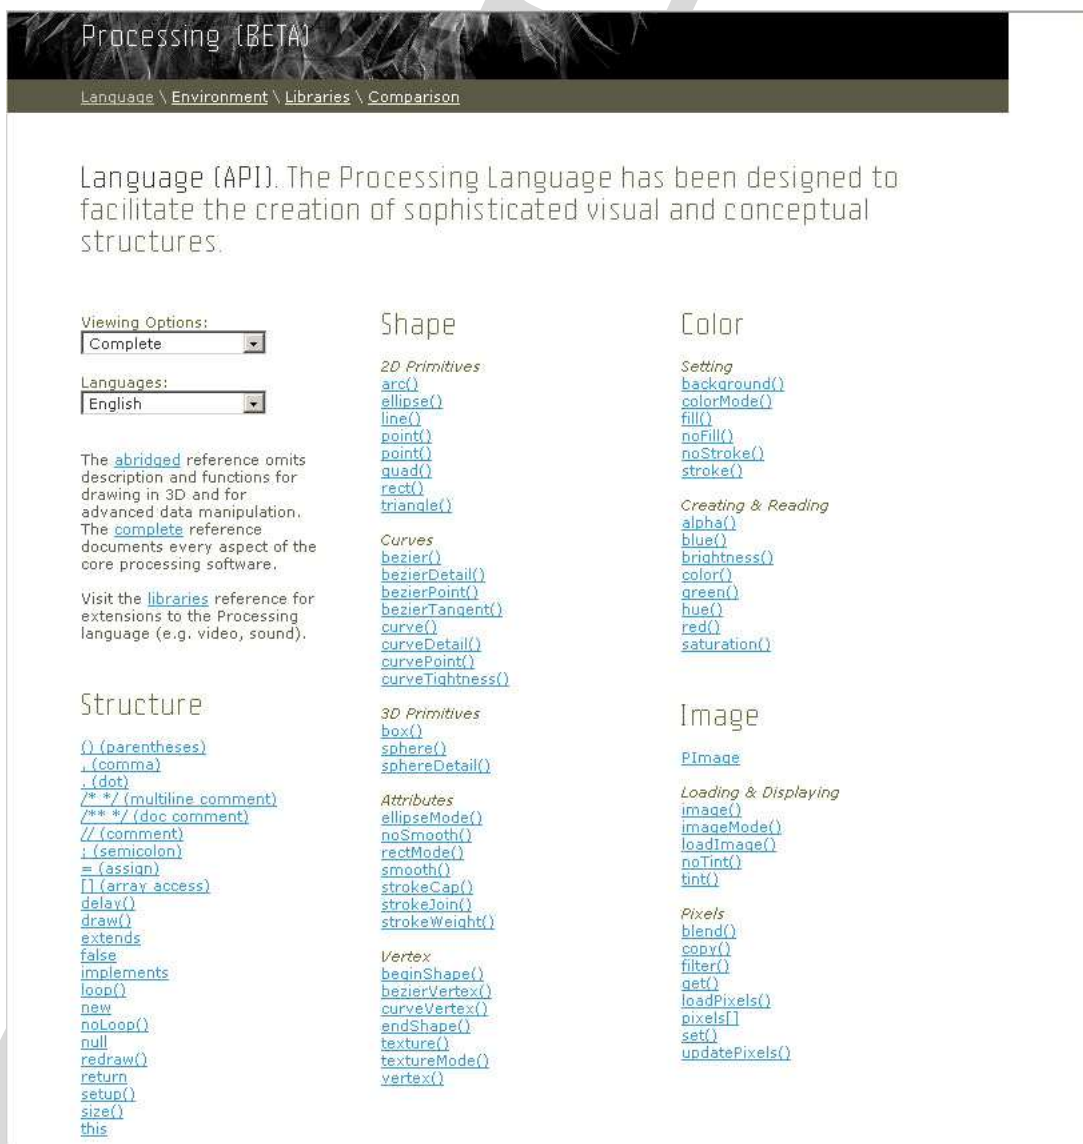 Processing (BETA)
Language \ Environment \ Libraries \ Comparison
Language (API). The Processing Language has been designed to
facilitate the creation of sophisticated visual and conceptual
structures.
Viewing Options:
Complete
Languages:
English
The abridged reference omits
description and functions for
drawing in 3D and for
advanced data manipulation.
The complete reference
documents every aspect of the
core processing software.
Visit the libraries reference for
extensions to the Processing
language (e.g. video, sound).
Structure
() (parentheses)
, (comma)
. (dot)
/* */ (multiline comment)
/** */ (doc comment)
// (comment)
; (semicolon)
= (assign)
[] (array access)
delay()
draw()
extends
false
implements
loop()
new
noLoop()
null
redraw()
return
setup()
size()
this
Shape
2D Primitives
arc()
ellipse()
line()
point()
point()
quad()
rect()
triangle()
Curves
bezier()
bezierDetail()
bezierPoint()
bezierTangent()
curve()
curveDetail()
curvePoint()
curveTightness()
3D Primitives
box()
sphere()
sphereDetail()
Attributes
ellipseMode()
noSmooth()
rectMode()
smooth()
strokeCap()
strokeJoin()
strokeWeight()
Vertex
beginShape()
bezierVertex()
curveVertex()
endShape()
texture()
textureMode()
vertex()
Color
Setting
background()
colorMode()
fill()
noFill()
noStroke()
stroke()
Creating & Reading
alpha()
blue()
brightness()
color()
green()
hue()
red()
saturation()
Image
PImage
Loading & Displaying
image()
imageMode()
loadImage()
noTint()
tint()
Pixels
blend()
copy()
filter()
get()
loadPixels()
pixels[]
set()
updatePixels()